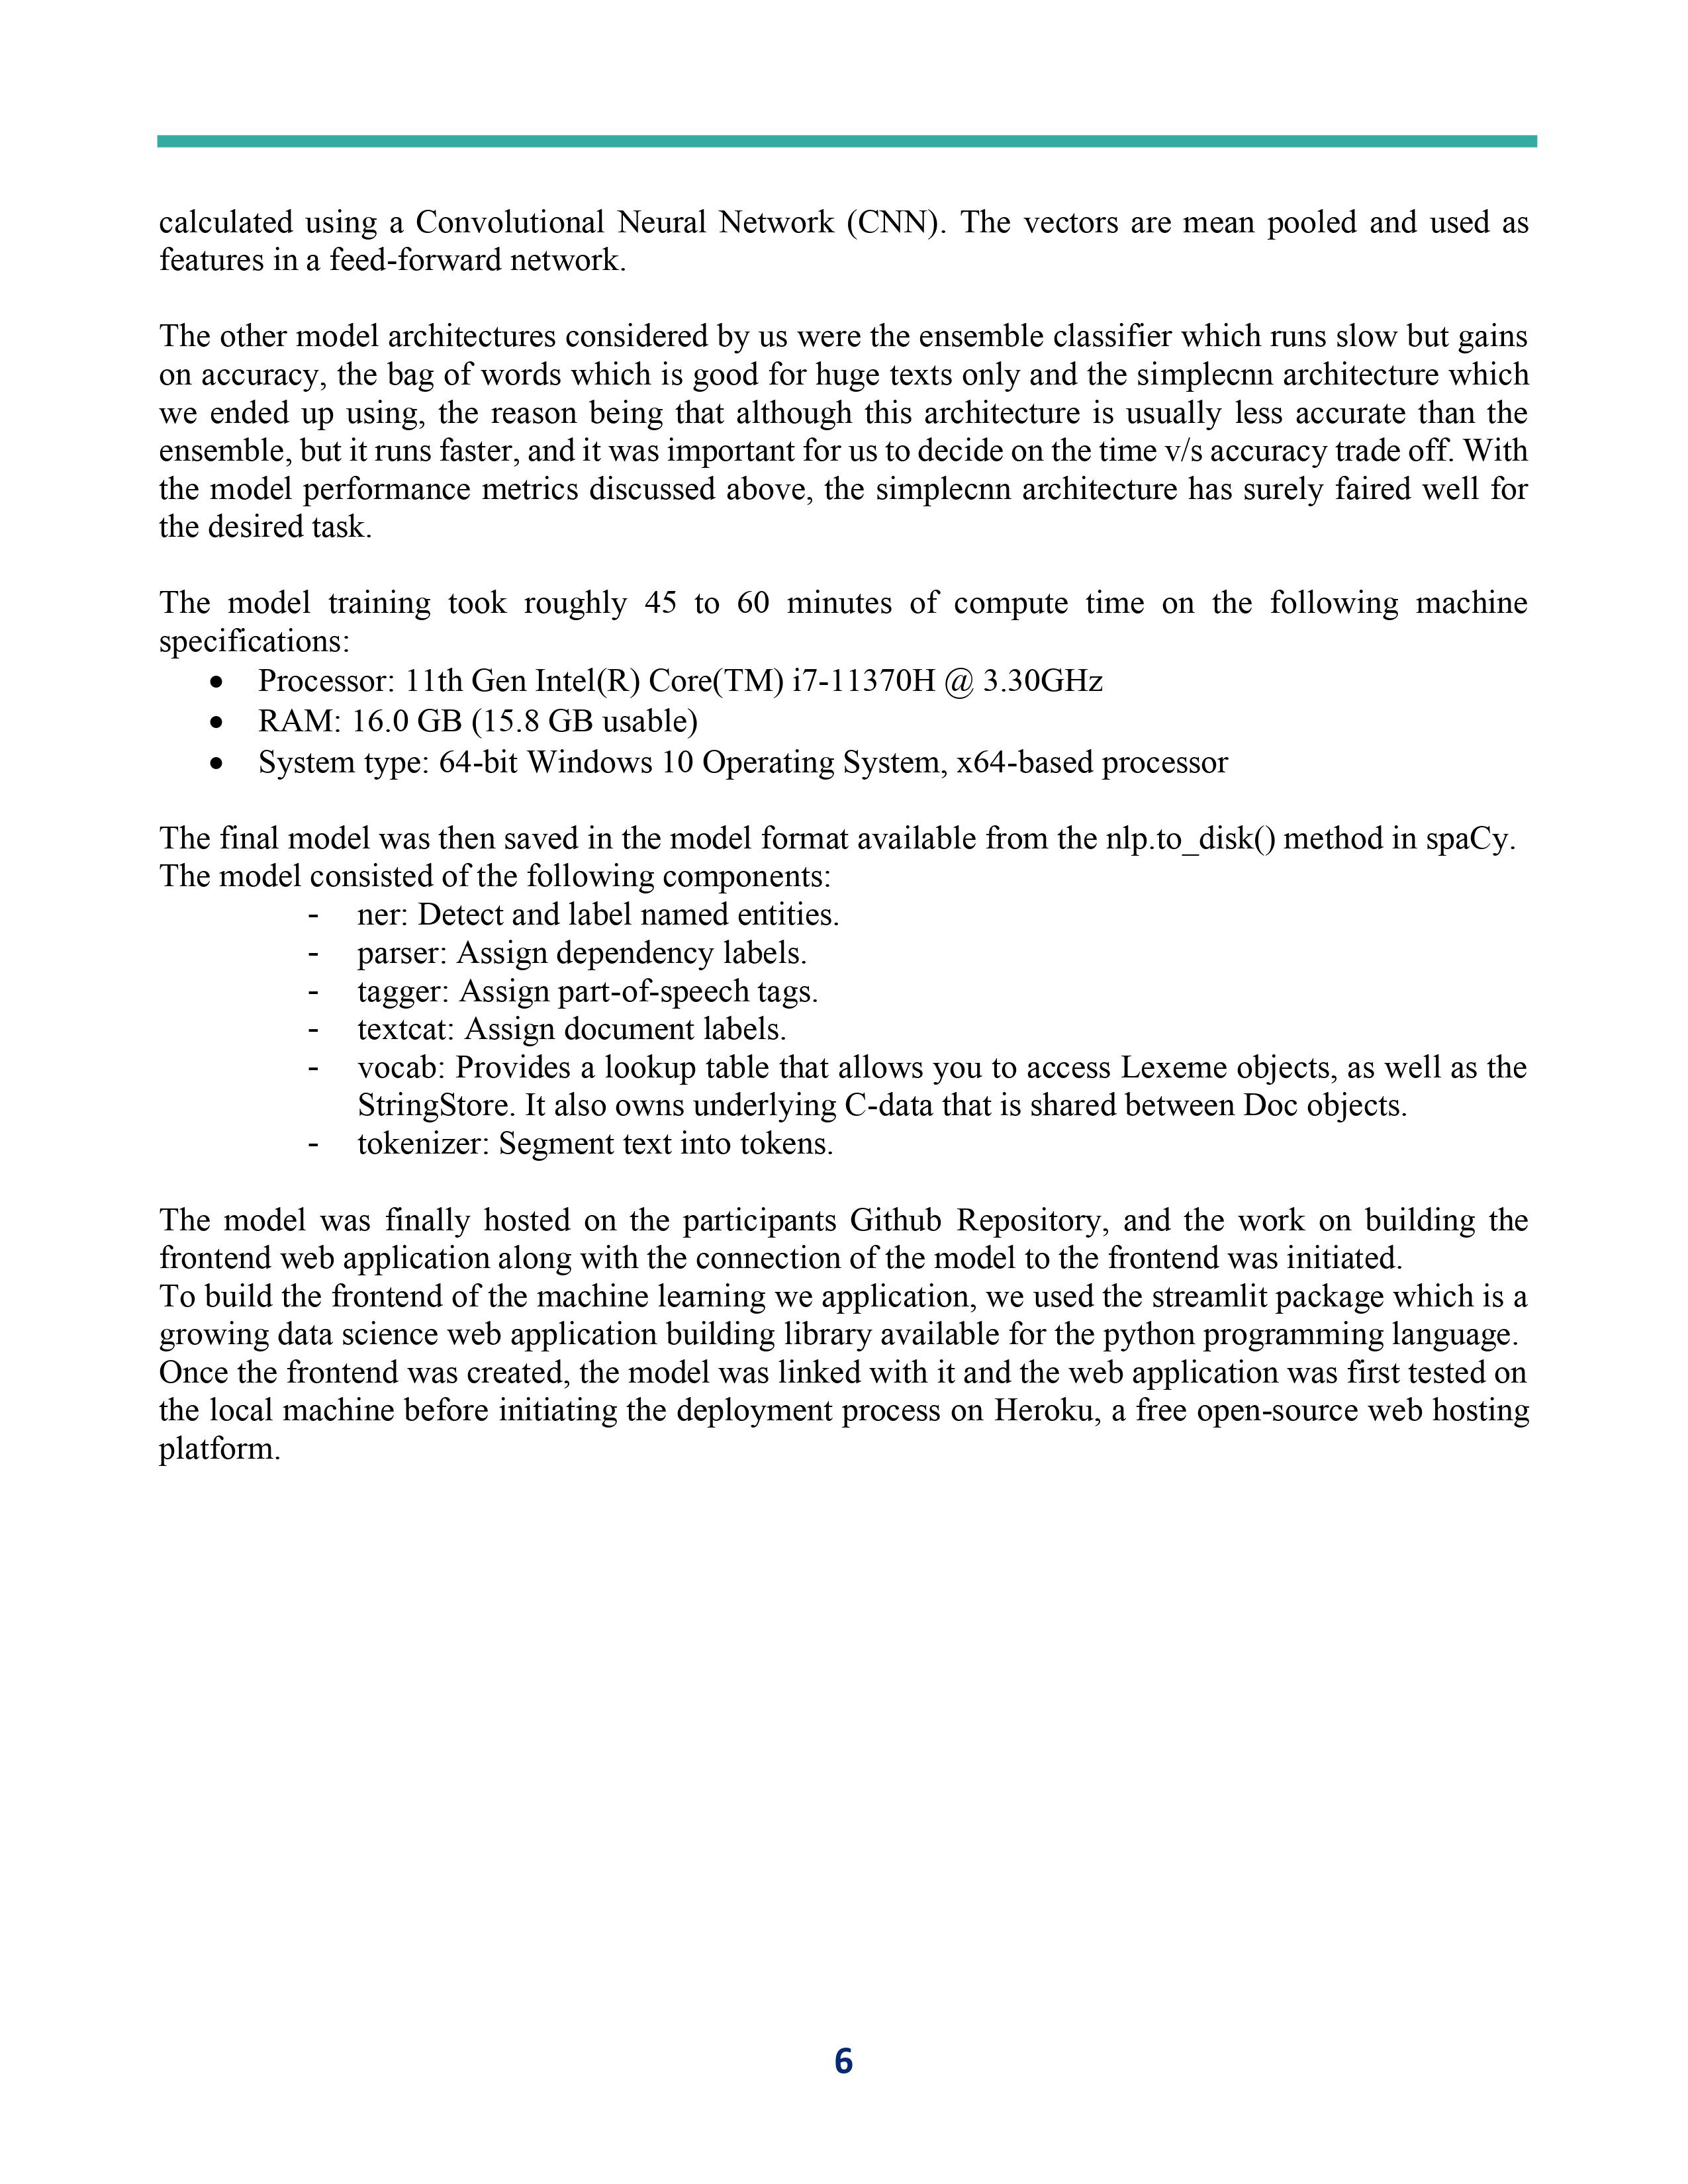 calculated using a Convolutional Neural Network (CNN). The vectors are mean pooled and used as
features in a feed-forward network.
The other model architectures considered by us were the ensemble classifier which runs slow but gains
on accuracy, the bag of words which is good for huge texts only and the simplecnn architecture which
we ended up using, the reason being that although this architecture is usually less accurate than the
ensemble, but it runs faster, and it was important for us to decide on the time v/s accuracy trade off. With
the model performance metrics discussed above, the simplecnn architecture has surely faired well for
the desired task.
The model training took roughly 45 to 60 minutes of compute time on the following machine
specifications:
• Processor: 11th Gen Intel(R) Core(TM) i7-11370H @ 3.30GHz
• RAM: 16.0 GB (15.8 GB usable)
• System type: 64-bit Windows 10 Operating System, x64-based processor
The final model was then saved in the model format available from the nlp.to_disk() method in spaCy.
The model consisted of the following components:
- ner: Detect and label named entities.
- parser: Assign dependency labels.
- tagger: Assign part-of-speech tags.
- textcat: Assign document labels.
- vocab: Provides a lookup table that allows you to access Lexeme objects, as well as the
StringStore. It also owns underlying C-data that is shared between Doc objects.
- tokenizer: Segment text into tokens.
The model was finally hosted on the participants Github Repository, and the work on building the
frontend web application along with the connection of the model to the frontend was initiated.
To build the frontend of the machine learning we application, we used the streamlit package which is a
growing data science web application building library available for the python programming language.
Once the frontend was created, the model was linked with it and the web application was first tested on
the local machine before initiating the deployment process on Heroku, a free open-source web hosting
platform.
6